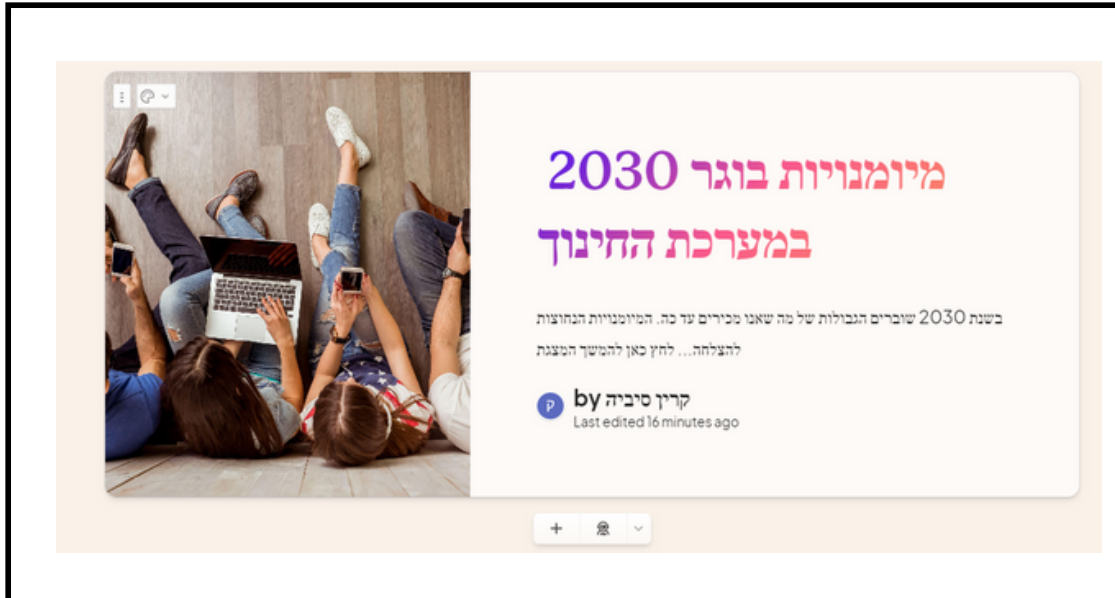 מיומנויות בוגר 2030
במערכת החינוך
בשנת 2030 שוברים הגבולות של מה שאנו מכירים עד כה. המיומנויות הנחוצות
להצלחה... לחץ כאן להמשך המצגת
ק
by קרין סיביה
Last edited 16 minutes ago